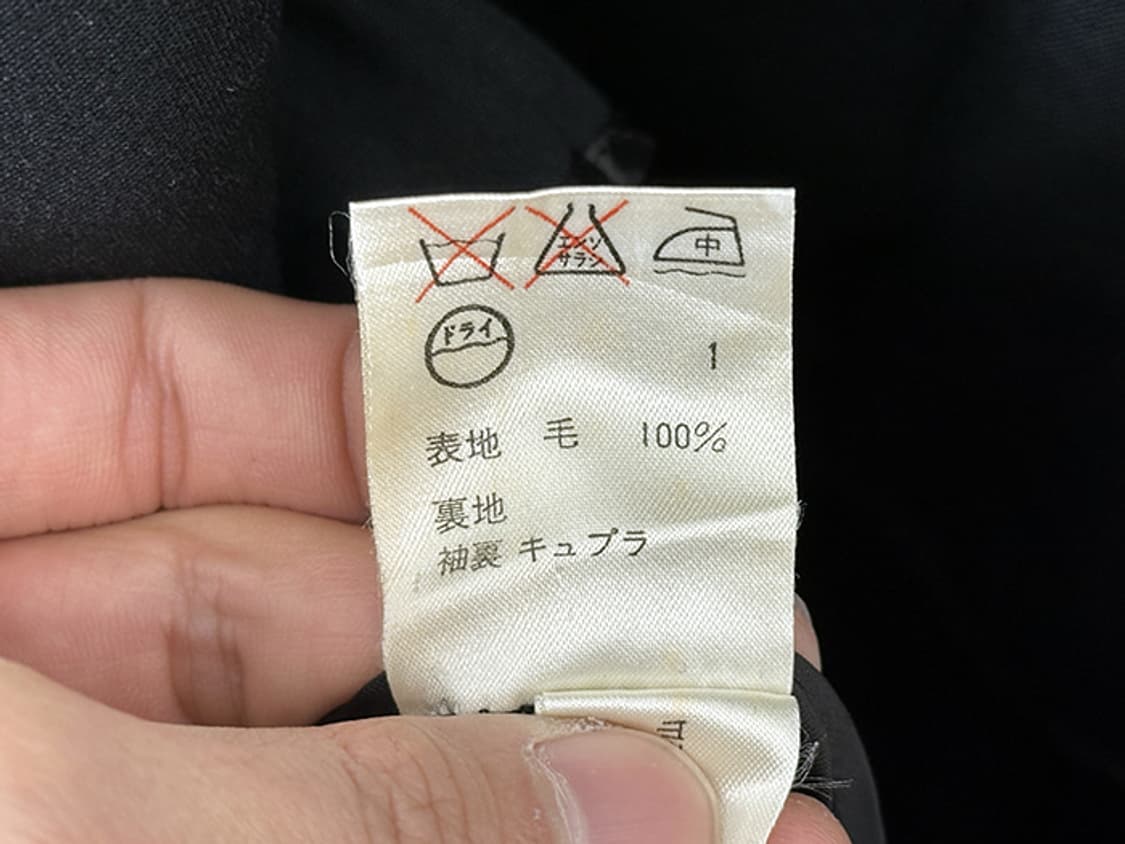 エンソ
サラシ
中
ドライ
1
表地 毛 100%
裏地
袖裏 キュプラ